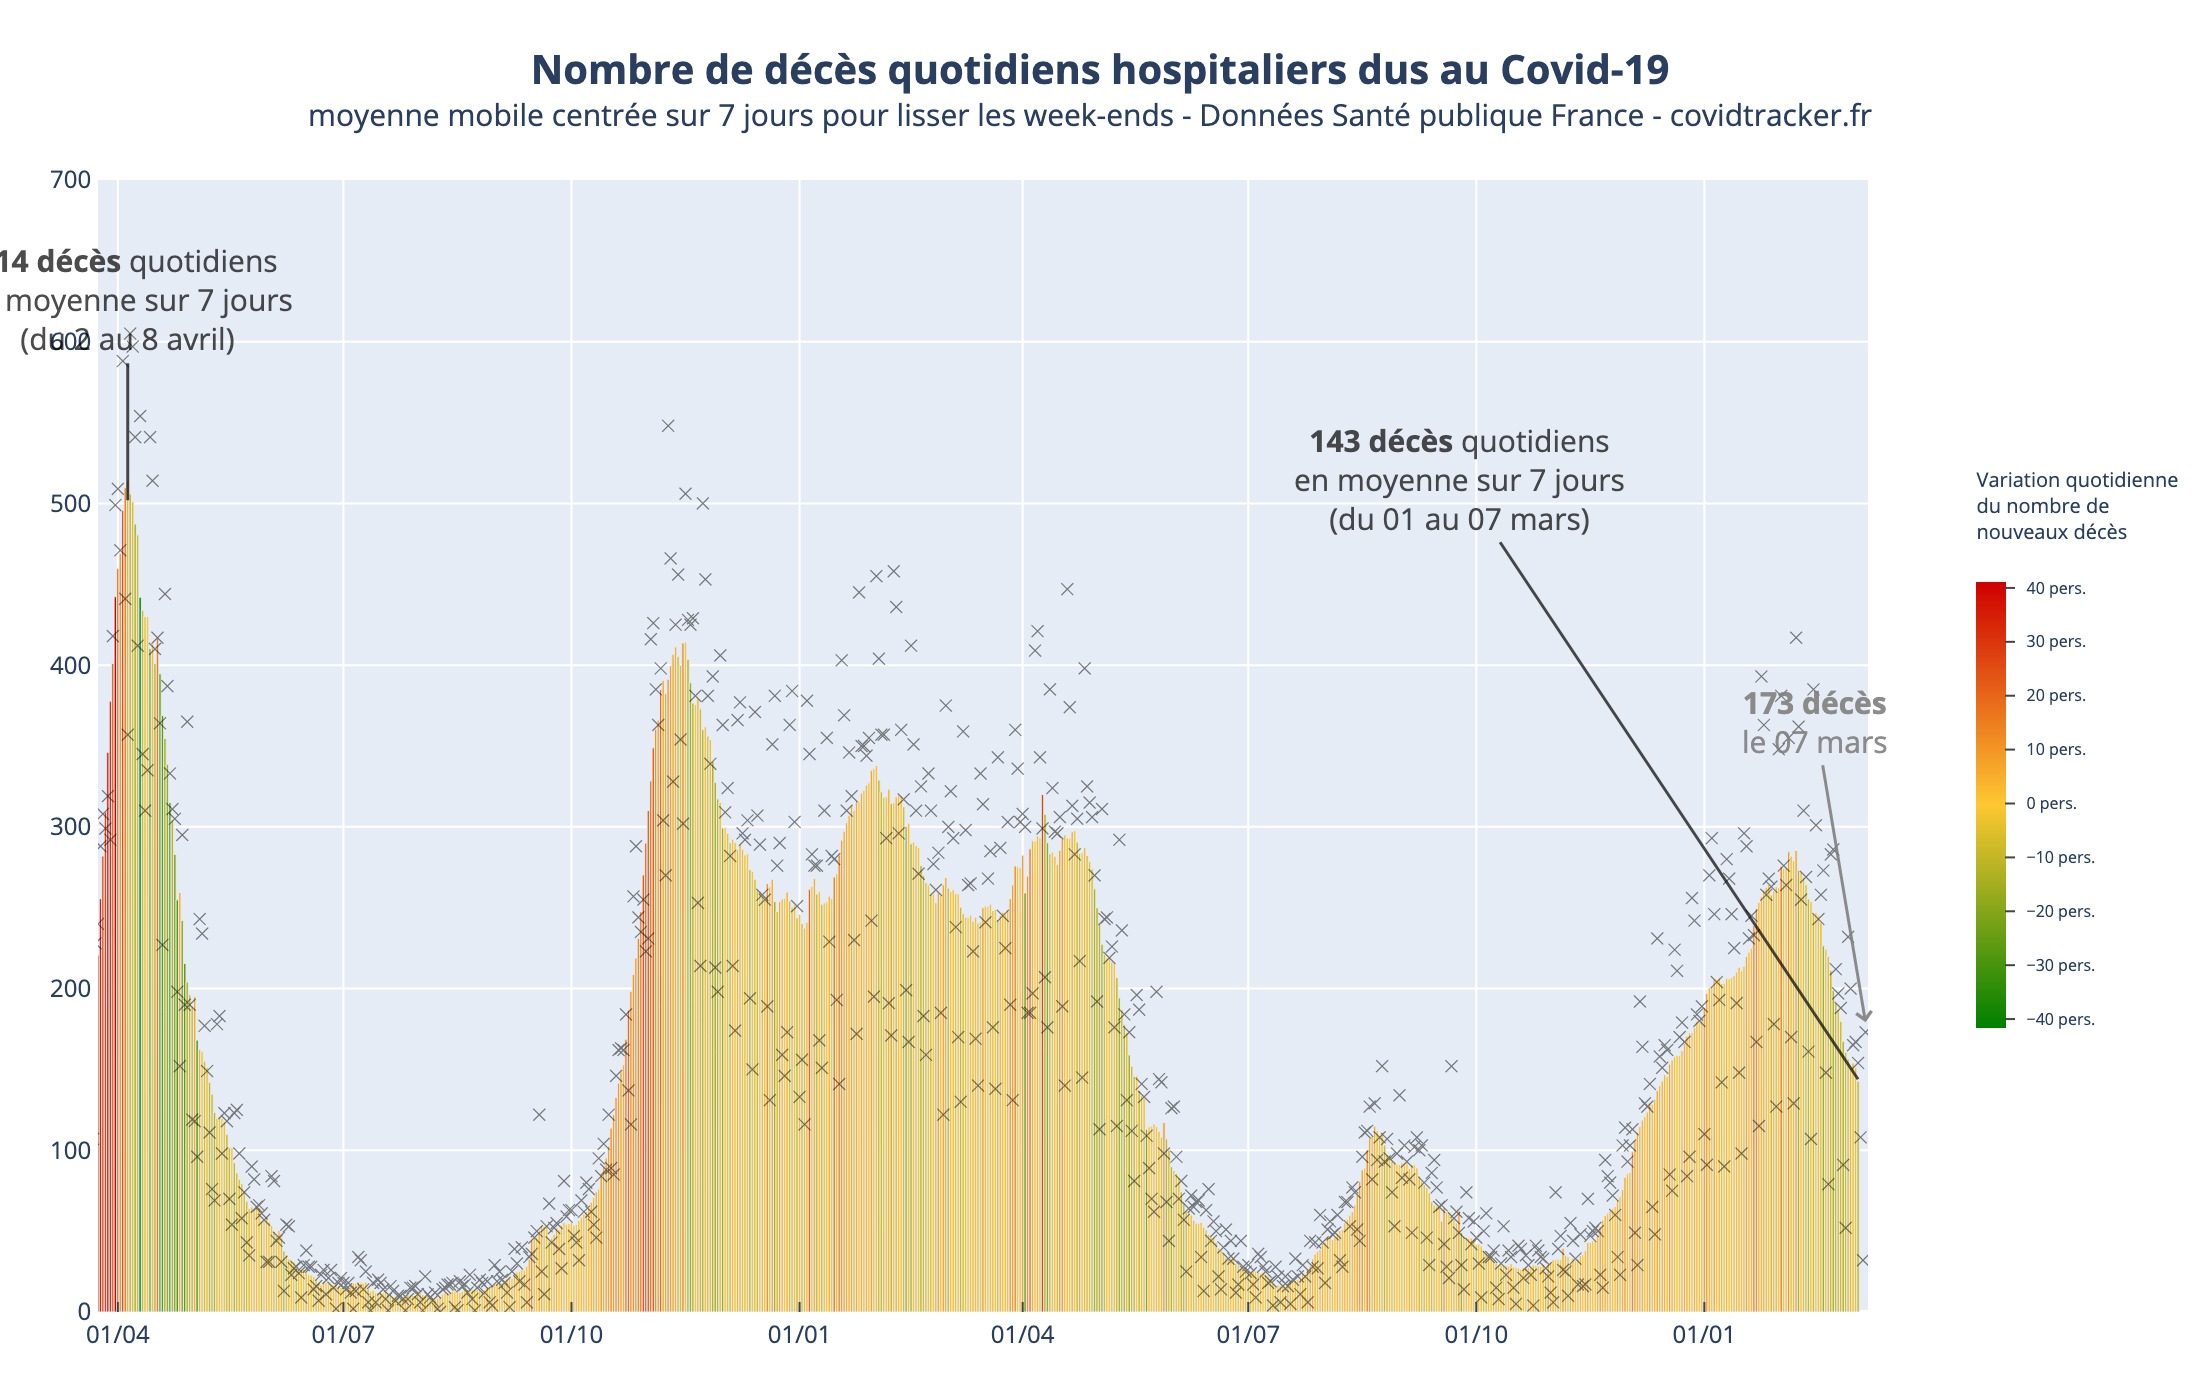 Nombre de décès quotidiens hospitaliers dus au Covid-19
moyenne mobile centrée sur 7 jours pour lisser les week-ends - Données Santé publique France - covidtracker.fr
700
14 décès quotidiens
moyenne sur 7 jours
(du 2 au 8 avril)
600
500
400
300
200
100
0
143 décès quotidiens
en moyenne sur 7 jours
(du 01 au 07 mars)
173 décès
le 07 mars
01/04
01/07
01/10
01/01
01/04
01/07
01/10
01/01
Variation quotidienne
du nombre de
nouveaux décès
40 pers.
30 pers.
20 pers.
10 pers.
0 pers.
−10 pers.
−20 pers.
−30 pers.
−40 pers.